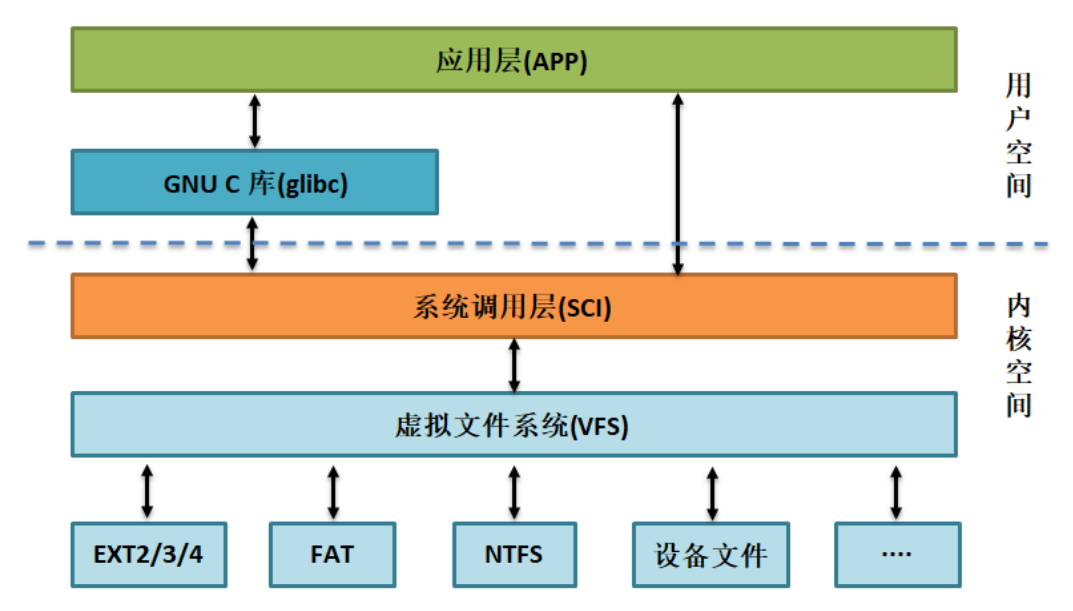 应用层(APP)
用户空间
GNU C 库(glibc)
系统调用层(SCI)
内核空间
虚拟文件系统(VFS)
EXT2/3/4
FAT
NTFS
设备文件
....